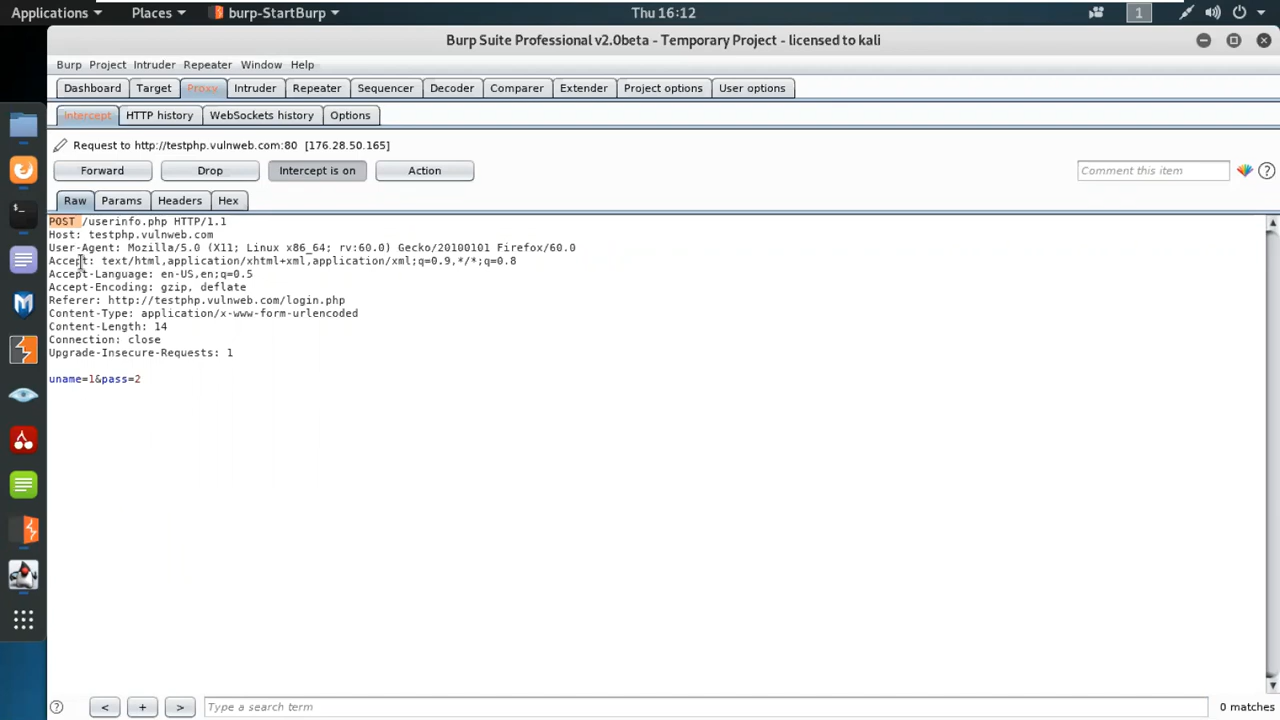 Applications Places burp-StartBurp Thu 16:12 1
Burp Suite Professional v2.0beta - Temporary Project - licensed to kali
Burp Project Intruder Repeater Window Help
Dashboard Target Proxy Intruder Repeater Sequencer Decoder Comparer Extender Project options User options
Intercept HTTP history WebSockets history Options
Request to http://testphp.vulnweb.com:80 [176.28.50.165]
Forward Drop Intercept is on Action Comment this item ?
Raw Params Headers Hex
POST /userinfo.php HTTP/1.1
Host: testphp.vulnweb.com
User-Agent: Mozilla/5.0 (X11; Linux x86_64; rv:60.0) Gecko/20100101 Firefox/60.0
Accept: text/html,application/xhtml+xml,application/xml;q=0.9,*/*;q=0.8
Accept-Language: en-US,en;q=0.5
Accept-Encoding: gzip, deflate
Referer: http://testphp.vulnweb.com/login.php
Content-Type: application/x-www-form-urlencoded
Content-Length: 14
Connection: close
Upgrade-Insecure-Requests: 1
uname=1&pass=2
? < + > Type a search term 0 matches